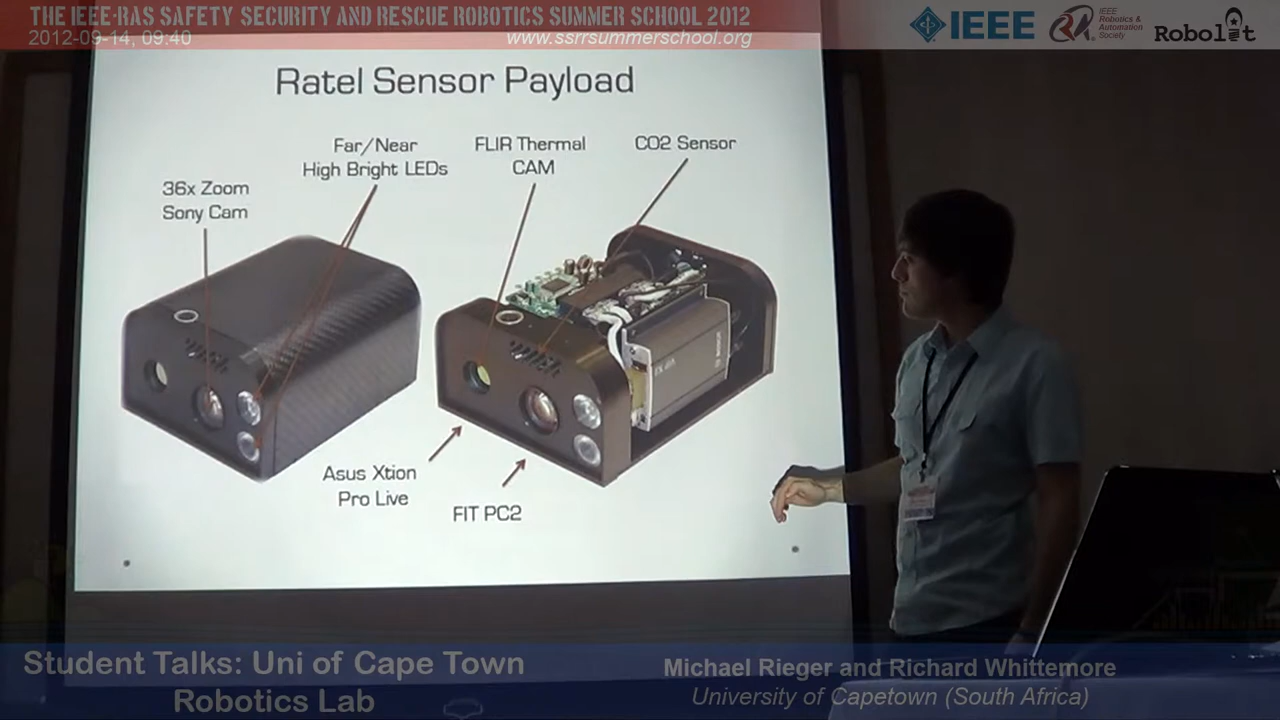 THE IEEE-RAS SAFETY SECURITY AND RESCUE ROBOTICS SUMMER SCHOOL 2012
2012-09-14, 09:40
www.ssrrsummerschool.org
IEEE
IEEE
Robotics &
Automation
Society
Robolit
Ratel Sensor Payload
Far/Near
High Bright LEDs
FLIR Thermal
CAM
CO2 Sensor
36x Zoom
Sony Cam
Asus Xtion
Pro Live
FIT PC2
Student Talks: Uni of Cape Town
Robotics Lab
Michael Rieger and Richard Whittemore
University of Capetown (South Africa)